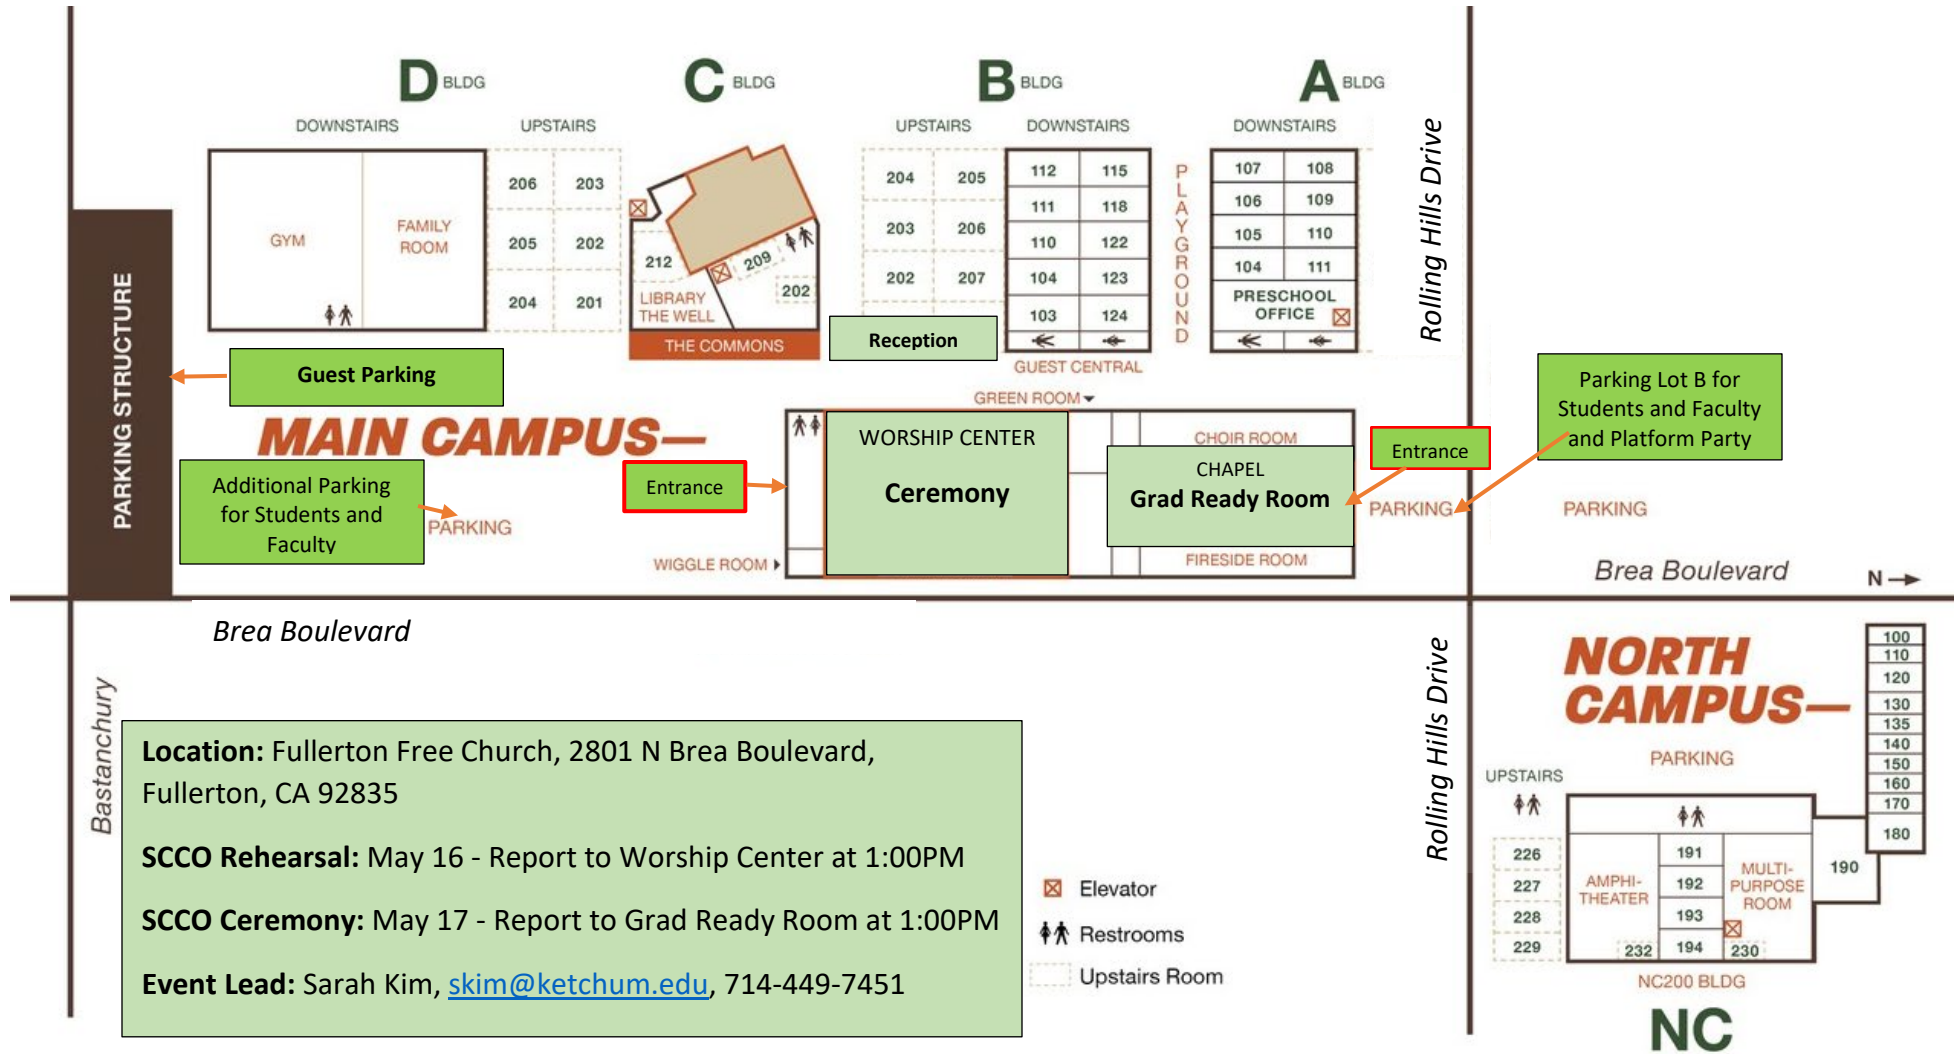 D BLDG
C BLDG
B BLDG
A BLDG
DOWNSTAIRS
UPSTAIRS
UPSTAIRS
DOWNSTAIRS
DOWNSTAIRS
GYM
FAMILY
ROOM
206 203
205 202
204 201
212
209
202
LIBRARY
THE WELL
THE COMMONS
204 205
203 206
202 207
Reception
112 115
111 118
110 122
104 123
103 124
GUEST CENTRAL
PLAYGROUND
107 108
106 109
105 110
104 111
PRESCHOOL
OFFICE
Rolling Hills Drive
PARKING STRUCTURE
Guest Parking
MAIN CAMPUS—
Additional Parking
for Students and
Faculty
PARKING
Entrance
WIGGLE ROOM
GREEN ROOM
WORSHIP CENTER
Ceremony
CHOIR ROOM
CHAPEL
Grad Ready Room
FIRESIDE ROOM
Entrance
PARKING
Parking Lot B for
Students and Faculty
and Platform Party
PARKING
Brea Boulevard
N
Brea Boulevard
Bastanchury
Location: Fullerton Free Church, 2801 N Brea Boulevard,
Fullerton, CA 92835
SCCO Rehearsal: May 16 - Report to Worship Center at 1:00PM
SCCO Ceremony: May 17 - Report to Grad Ready Room at 1:00PM
Event Lead: Sarah Kim, skim@ketchum.edu, 714-449-7451
Elevator
Restrooms
Upstairs Room
Rolling Hills Drive
NORTH
CAMPUS—
PARKING
100
110
120
130
135
140
150
160
170
180
190
UPSTAIRS
226
227
228
229
AMPHI-
THEATER
232
191
192
193
194
MULTI-
PURPOSE
ROOM
230
NC200 BLDG
NC